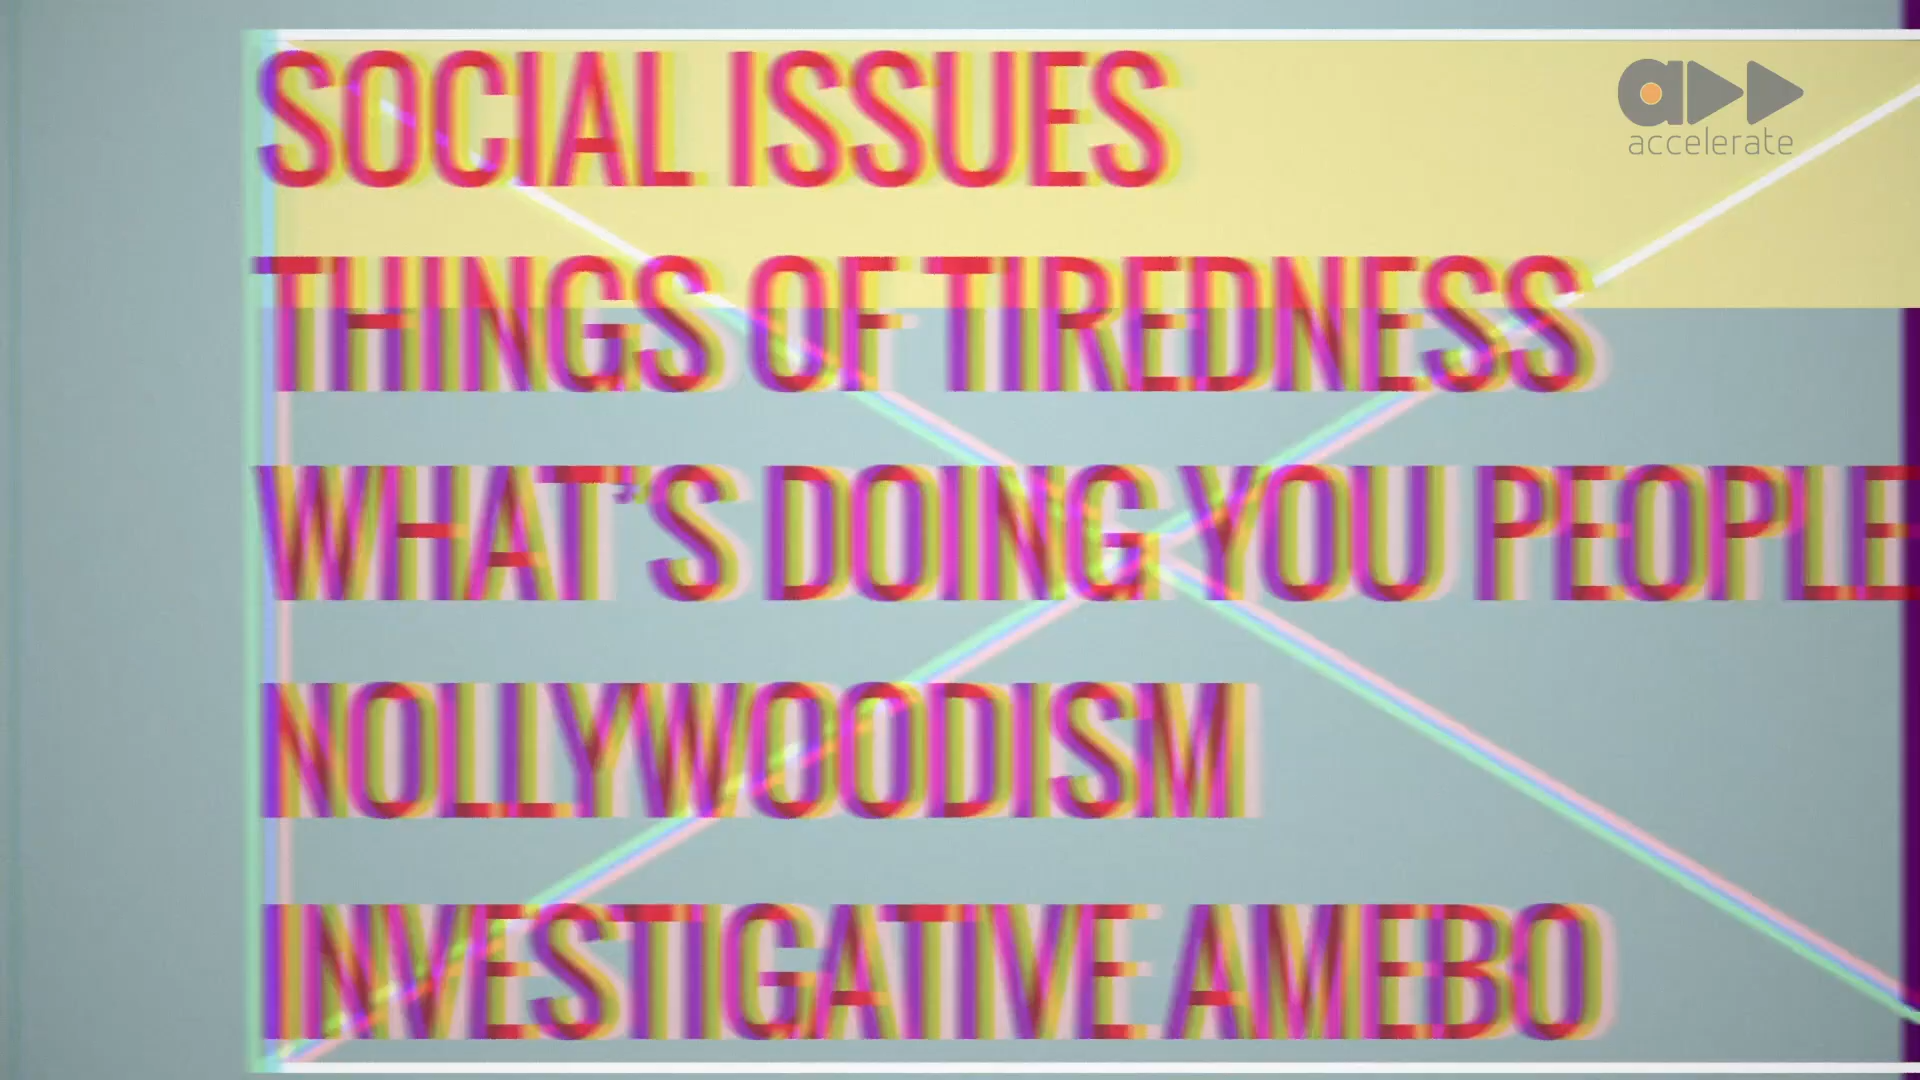 SOCIAL ISSUES
accelerate
THINGS OF TIREDNESS
WHAT'S DOING YOU PEOPLE
NOLLYWOODISM
INVESTIGATIVE AMEBO